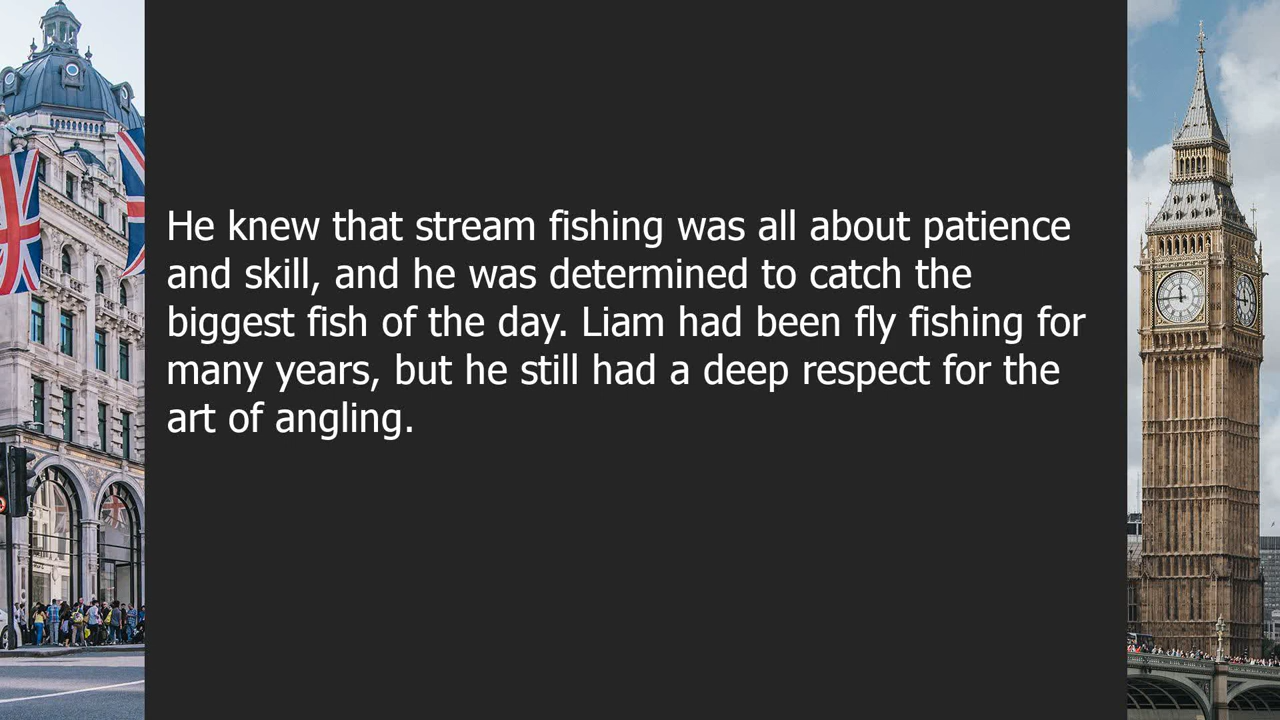 He knew that stream fishing was all about patience
and skill, and he was determined to catch the
biggest fish of the day. Liam had been fly fishing for
many years, but he still had a deep respect for the
art of angling.